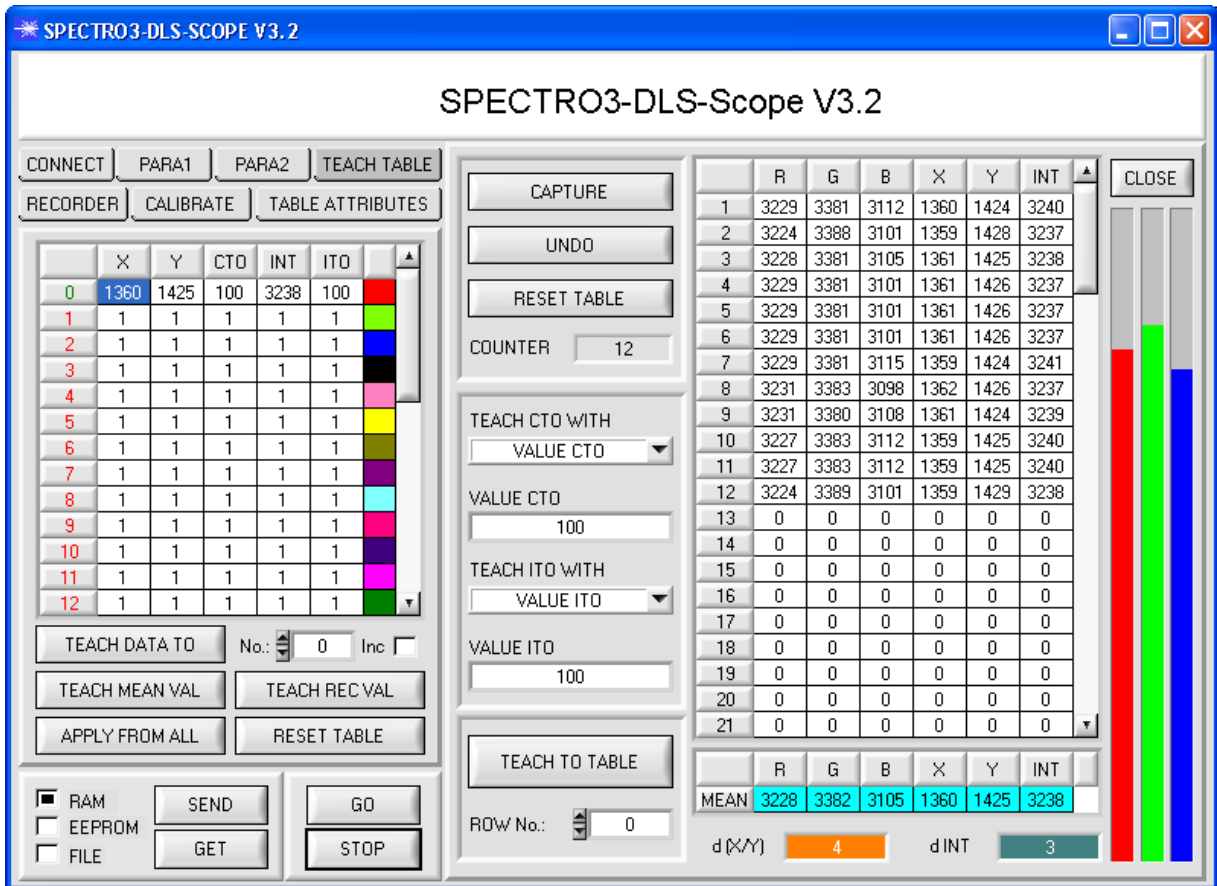 SPECTRO3-DLS-SCOPE V3.2
SPECTRO3-DLS-Scope V3.2
CONNECT PARA1 PARA2 TEACH TABLE
RECORDER CALIBRATE TABLE ATTRIBUTES
X Y CTO INT ITO
0 1360 1425 100 3238 100
1 1 1 1 1 1
2 1 1 1 1 1
3 1 1 1 1 1
4 1 1 1 1 1
5 1 1 1 1 1
6 1 1 1 1 1
7 1 1 1 1 1
8 1 1 1 1 1
9 1 1 1 1 1
10 1 1 1 1 1
11 1 1 1 1 1
12 1 1 1 1 1
TEACH DATA TO No.: 0 Inc
TEACH MEAN VAL TEACH REC VAL
APPLY FROM ALL RESET TABLE
RAM
EEPROM
FILE
SEND
GET
GO
STOP
CAPTURE
UNDO
RESET TABLE
COUNTER 12
TEACH CTO WITH
VALUE CTO
VALUE CTO
100
TEACH ITO WITH
VALUE ITO
VALUE ITO
100
TEACH TO TABLE
ROW No.: 0
R G B X Y INT
1 3229 3381 3112 1360 1424 3240
2 3224 3388 3101 1359 1428 3237
3 3228 3381 3105 1361 1425 3238
4 3229 3381 3101 1361 1426 3237
5 3229 3381 3101 1361 1426 3237
6 3229 3381 3101 1361 1426 3237
7 3229 3381 3115 1359 1424 3241
8 3231 3383 3098 1362 1426 3237
9 3231 3380 3108 1361 1424 3239
10 3227 3383 3112 1359 1425 3240
11 3227 3383 3112 1359 1425 3240
12 3224 3389 3101 1359 1429 3238
13 0 0 0 0 0 0
14 0 0 0 0 0 0
15 0 0 0 0 0 0
16 0 0 0 0 0 0
17 0 0 0 0 0 0
18 0 0 0 0 0 0
19 0 0 0 0 0 0
20 0 0 0 0 0 0
21 0 0 0 0 0 0
R G B X Y INT
MEAN 3228 3382 3105 1360 1425 3238
d (X/Y) 4 d INT 3
CLOSE